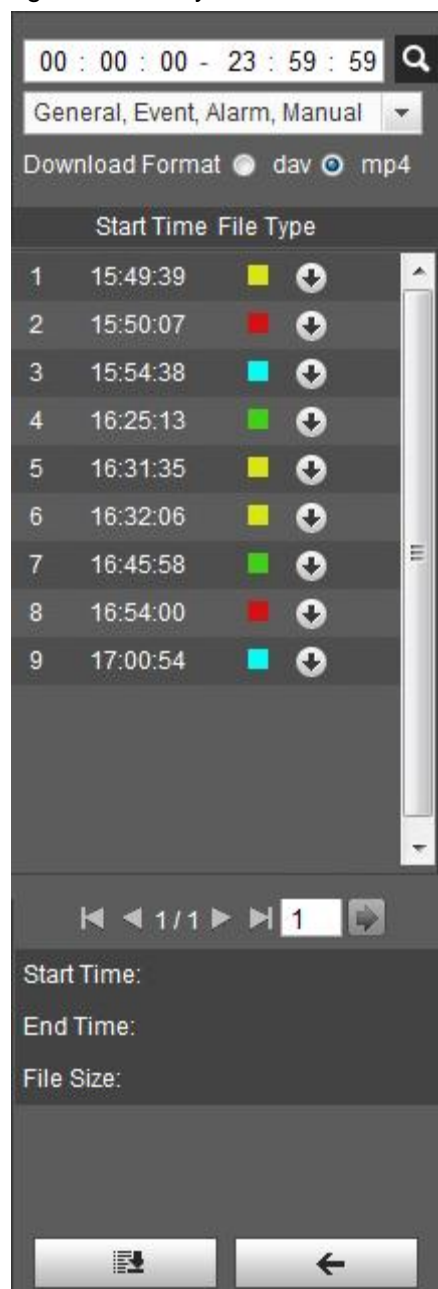 00 : 00 : 00 - 23 : 59 : 59
General, Event, Alarm, Manual
Download Format dav mp4
Start Time File Type
1 15:49:39
2 15:50:07
3 15:54:38
4 16:25:13
5 16:31:35
6 16:32:06
7 16:45:58
8 16:54:00
9 17:00:54
1 / 1 1
Start Time:
End Time:
File Size: